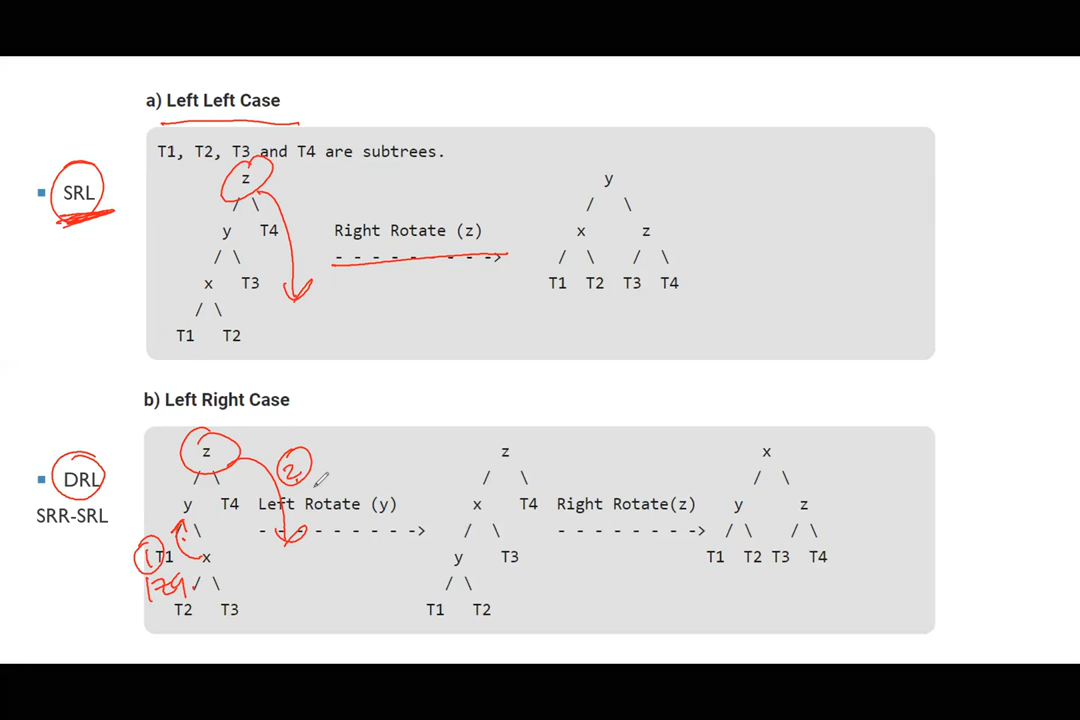 a) Left Left Case
T1, T2, T3 and T4 are subtrees.
SRL
z y
/ \ / \
y T4 Right Rotate (z) x z
/ \ - - - - - - - - -> / \ / \
x T3 T1 T2 T3 T4
/ \
T1 T2
b) Left Right Case
z z x
2
DRL
/ \ / \ / \
y T4 Left Rotate (y) x T4 Right Rotate(z) y z
SRR-SRL
/ \ - - - - - - - - -> / \ - - - - - - - -> / \ / \
1 T1 x y T3 T1 T2 T3 T4
/ \ / \
T2 T3 T1 T2